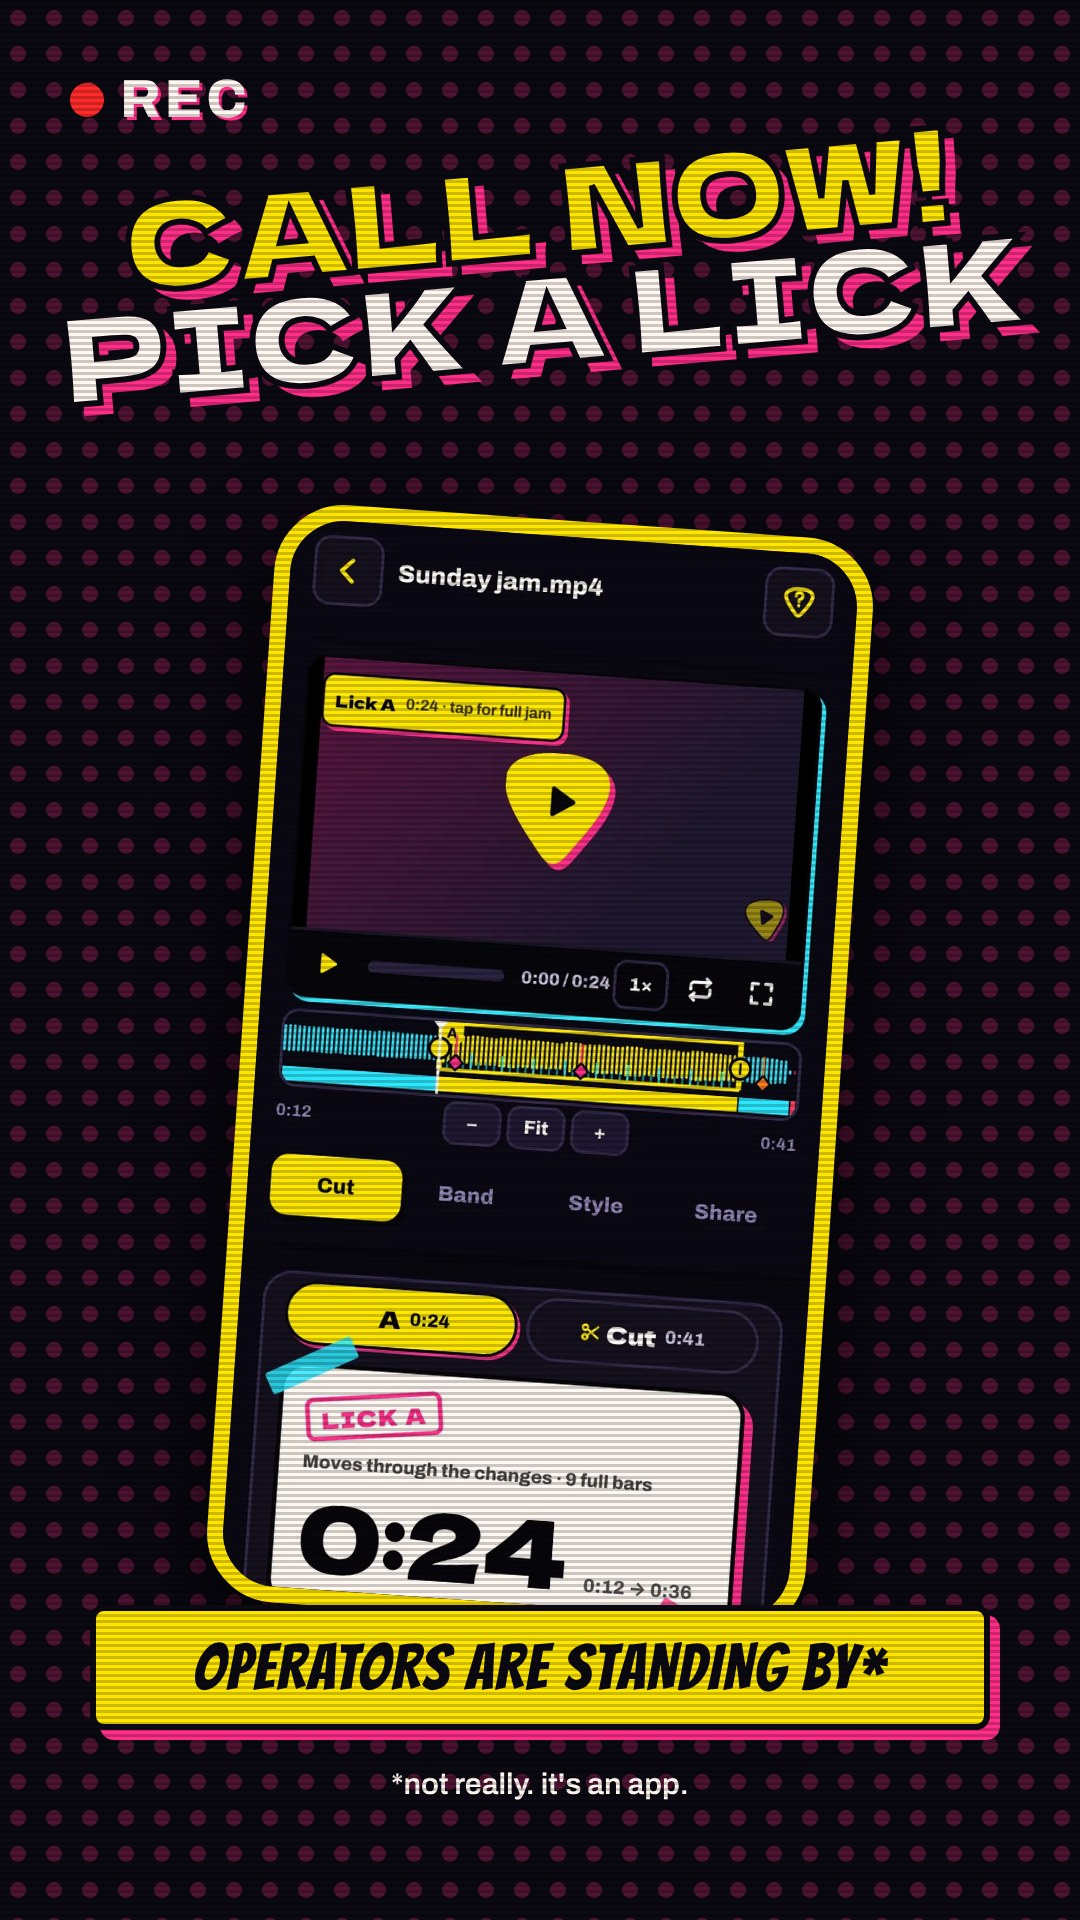 REC
CALL NOW!
PICK A LICK
Sunday jam.mp4
?
Lick A 0:24 · tap for full jam
0:00 / 0:24 1×
A
0:12 − Fit + 0:41
Cut Band Style Share
A 0:24 Cut 0:41
LICK A
Moves through the changes · 9 full bars
0:24 0:12 → 0:36
OPERATORS ARE STANDING BY*
*not really. it's an app.